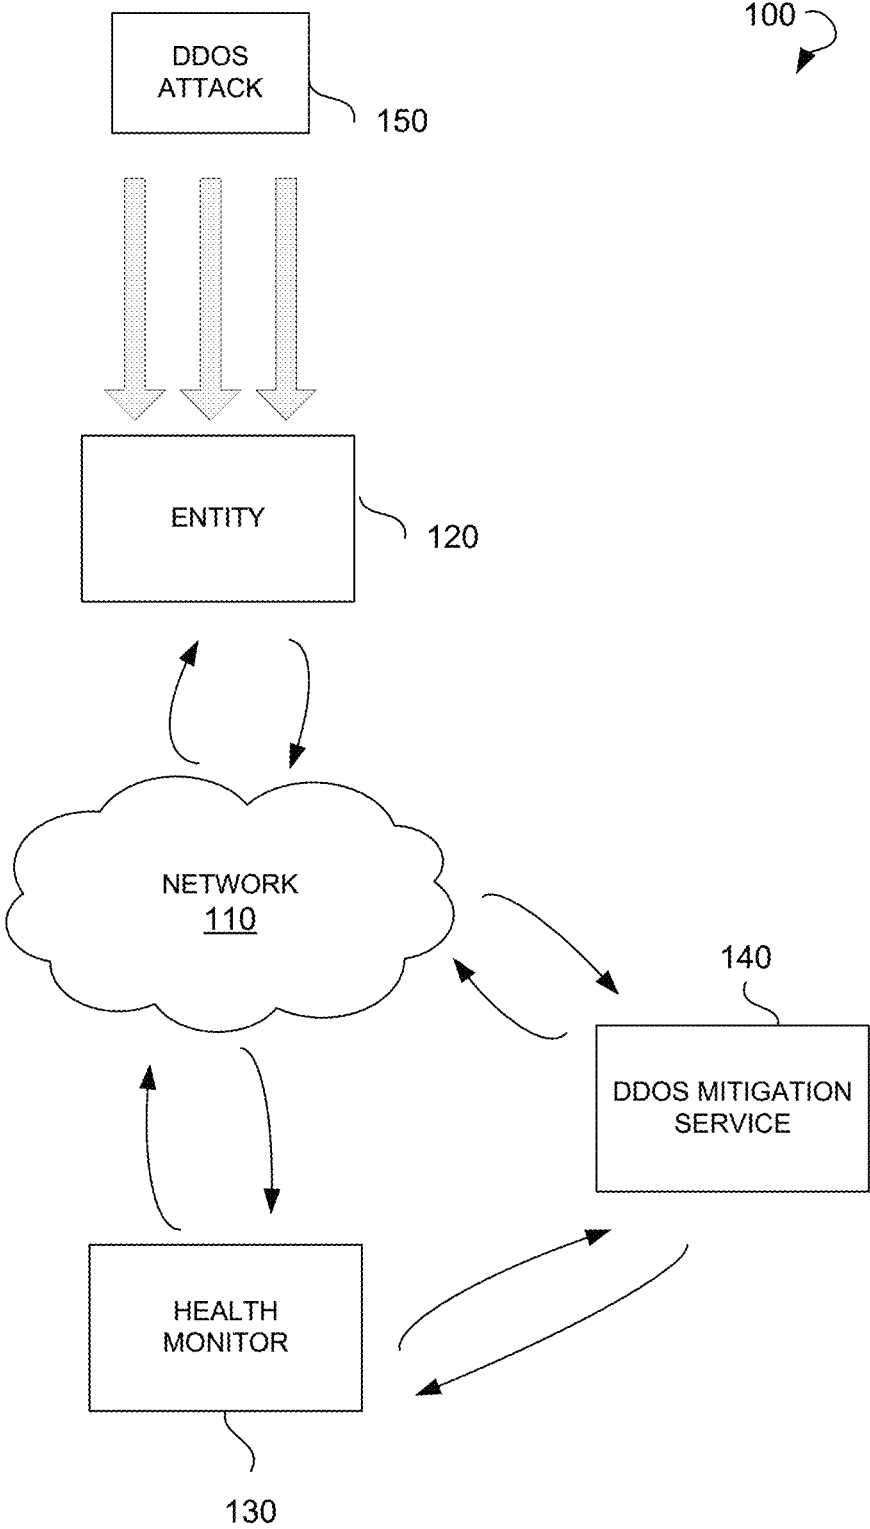 100
DDOS
ATTACK
150
ENTITY
120
NETWORK
110
140
DDOS MITIGATION
SERVICE
HEALTH
MONITOR
130